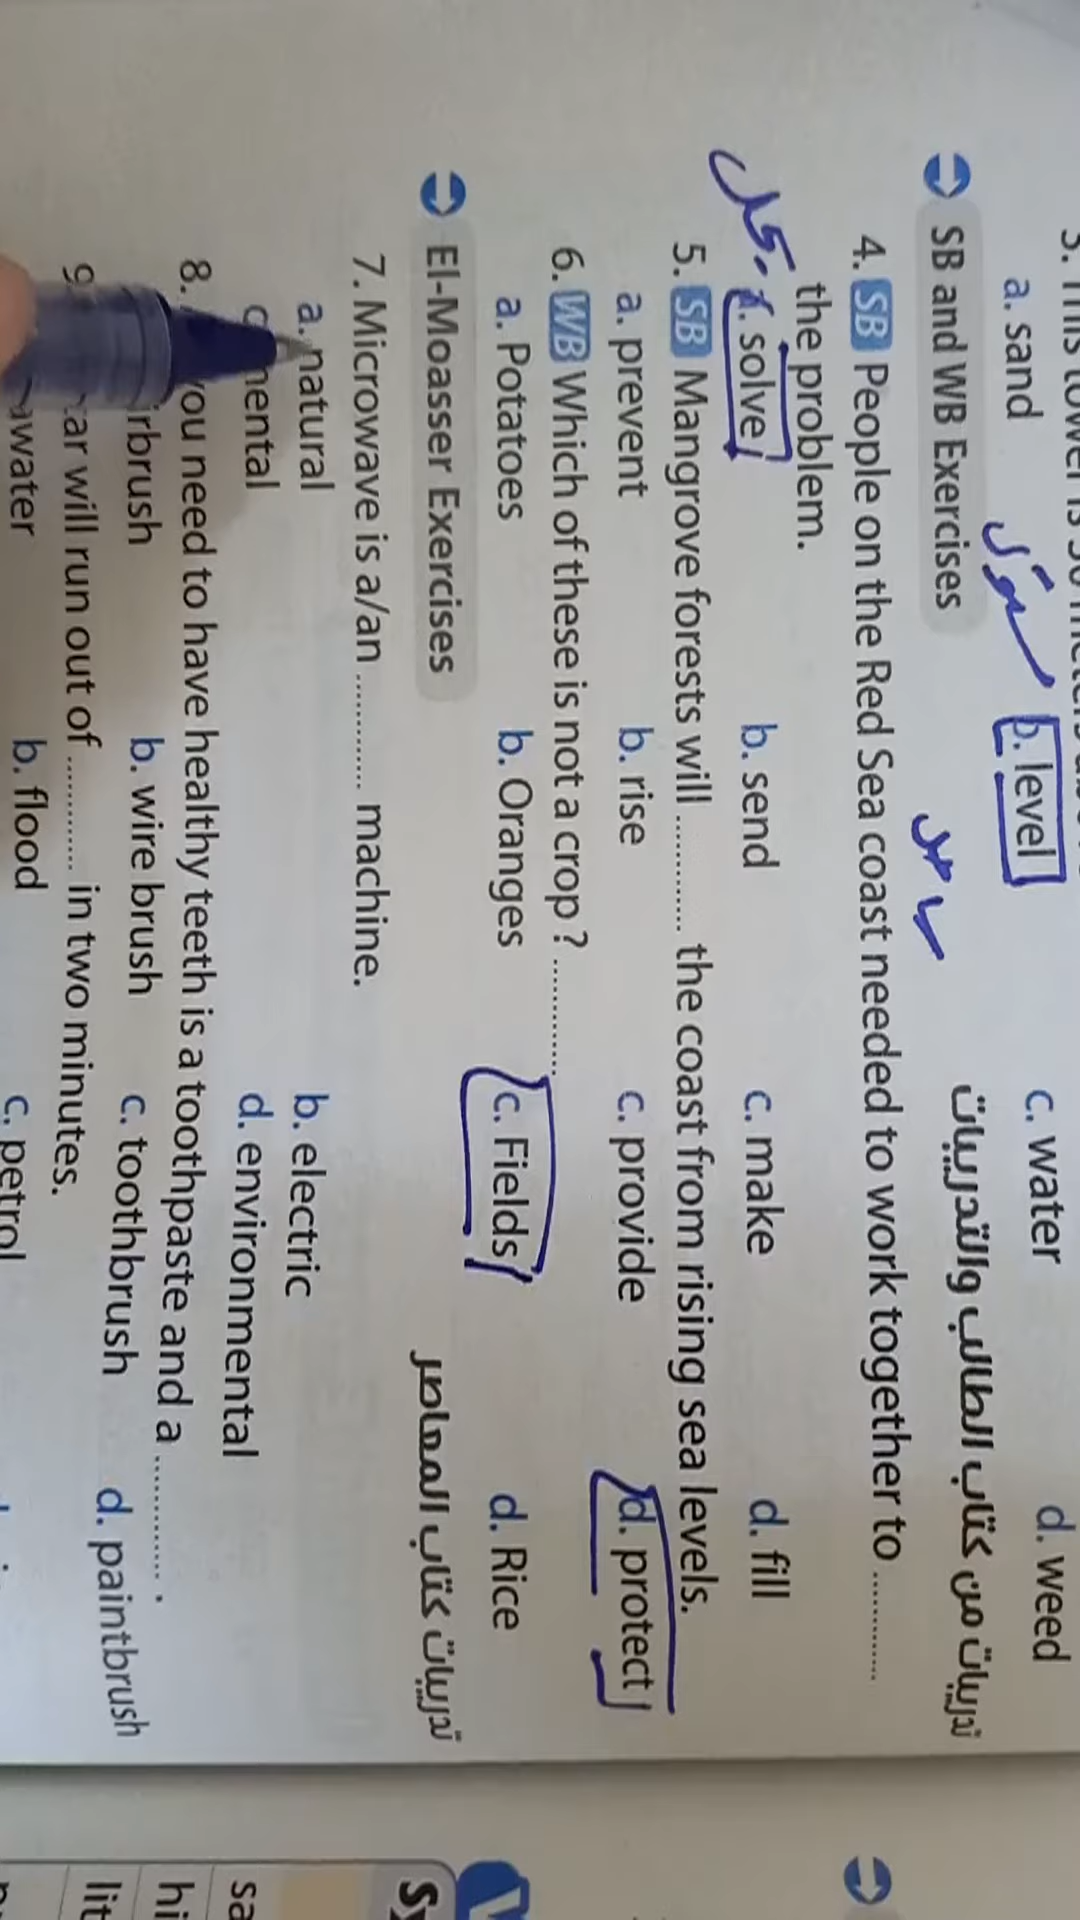 a. sand b. level c. water d. weed
SB and WB Exercises تدريبات من كتاب الطالب والتدريبات
4. SB People on the Red Sea coast needed to work together to ............
the problem.
a. solve b. send c. make d. fill
5. SB Mangrove forests will ............ the coast from rising sea levels.
a. prevent b. rise c. provide d. protect
6. WB Which of these is not a crop? ............
a. Potatoes b. Oranges c. Fields d. Rice
El-Moasser Exercises تدريبات كتاب المعاصر
7. Microwave is a/an ............ machine.
a. natural b. electric
d. environmental
8. you need to have healthy teeth is a toothpaste and a ............ .
b. wire brush c. toothbrush d. paintbrush
will run out of ............ in two minutes.
b. flood c. petrol